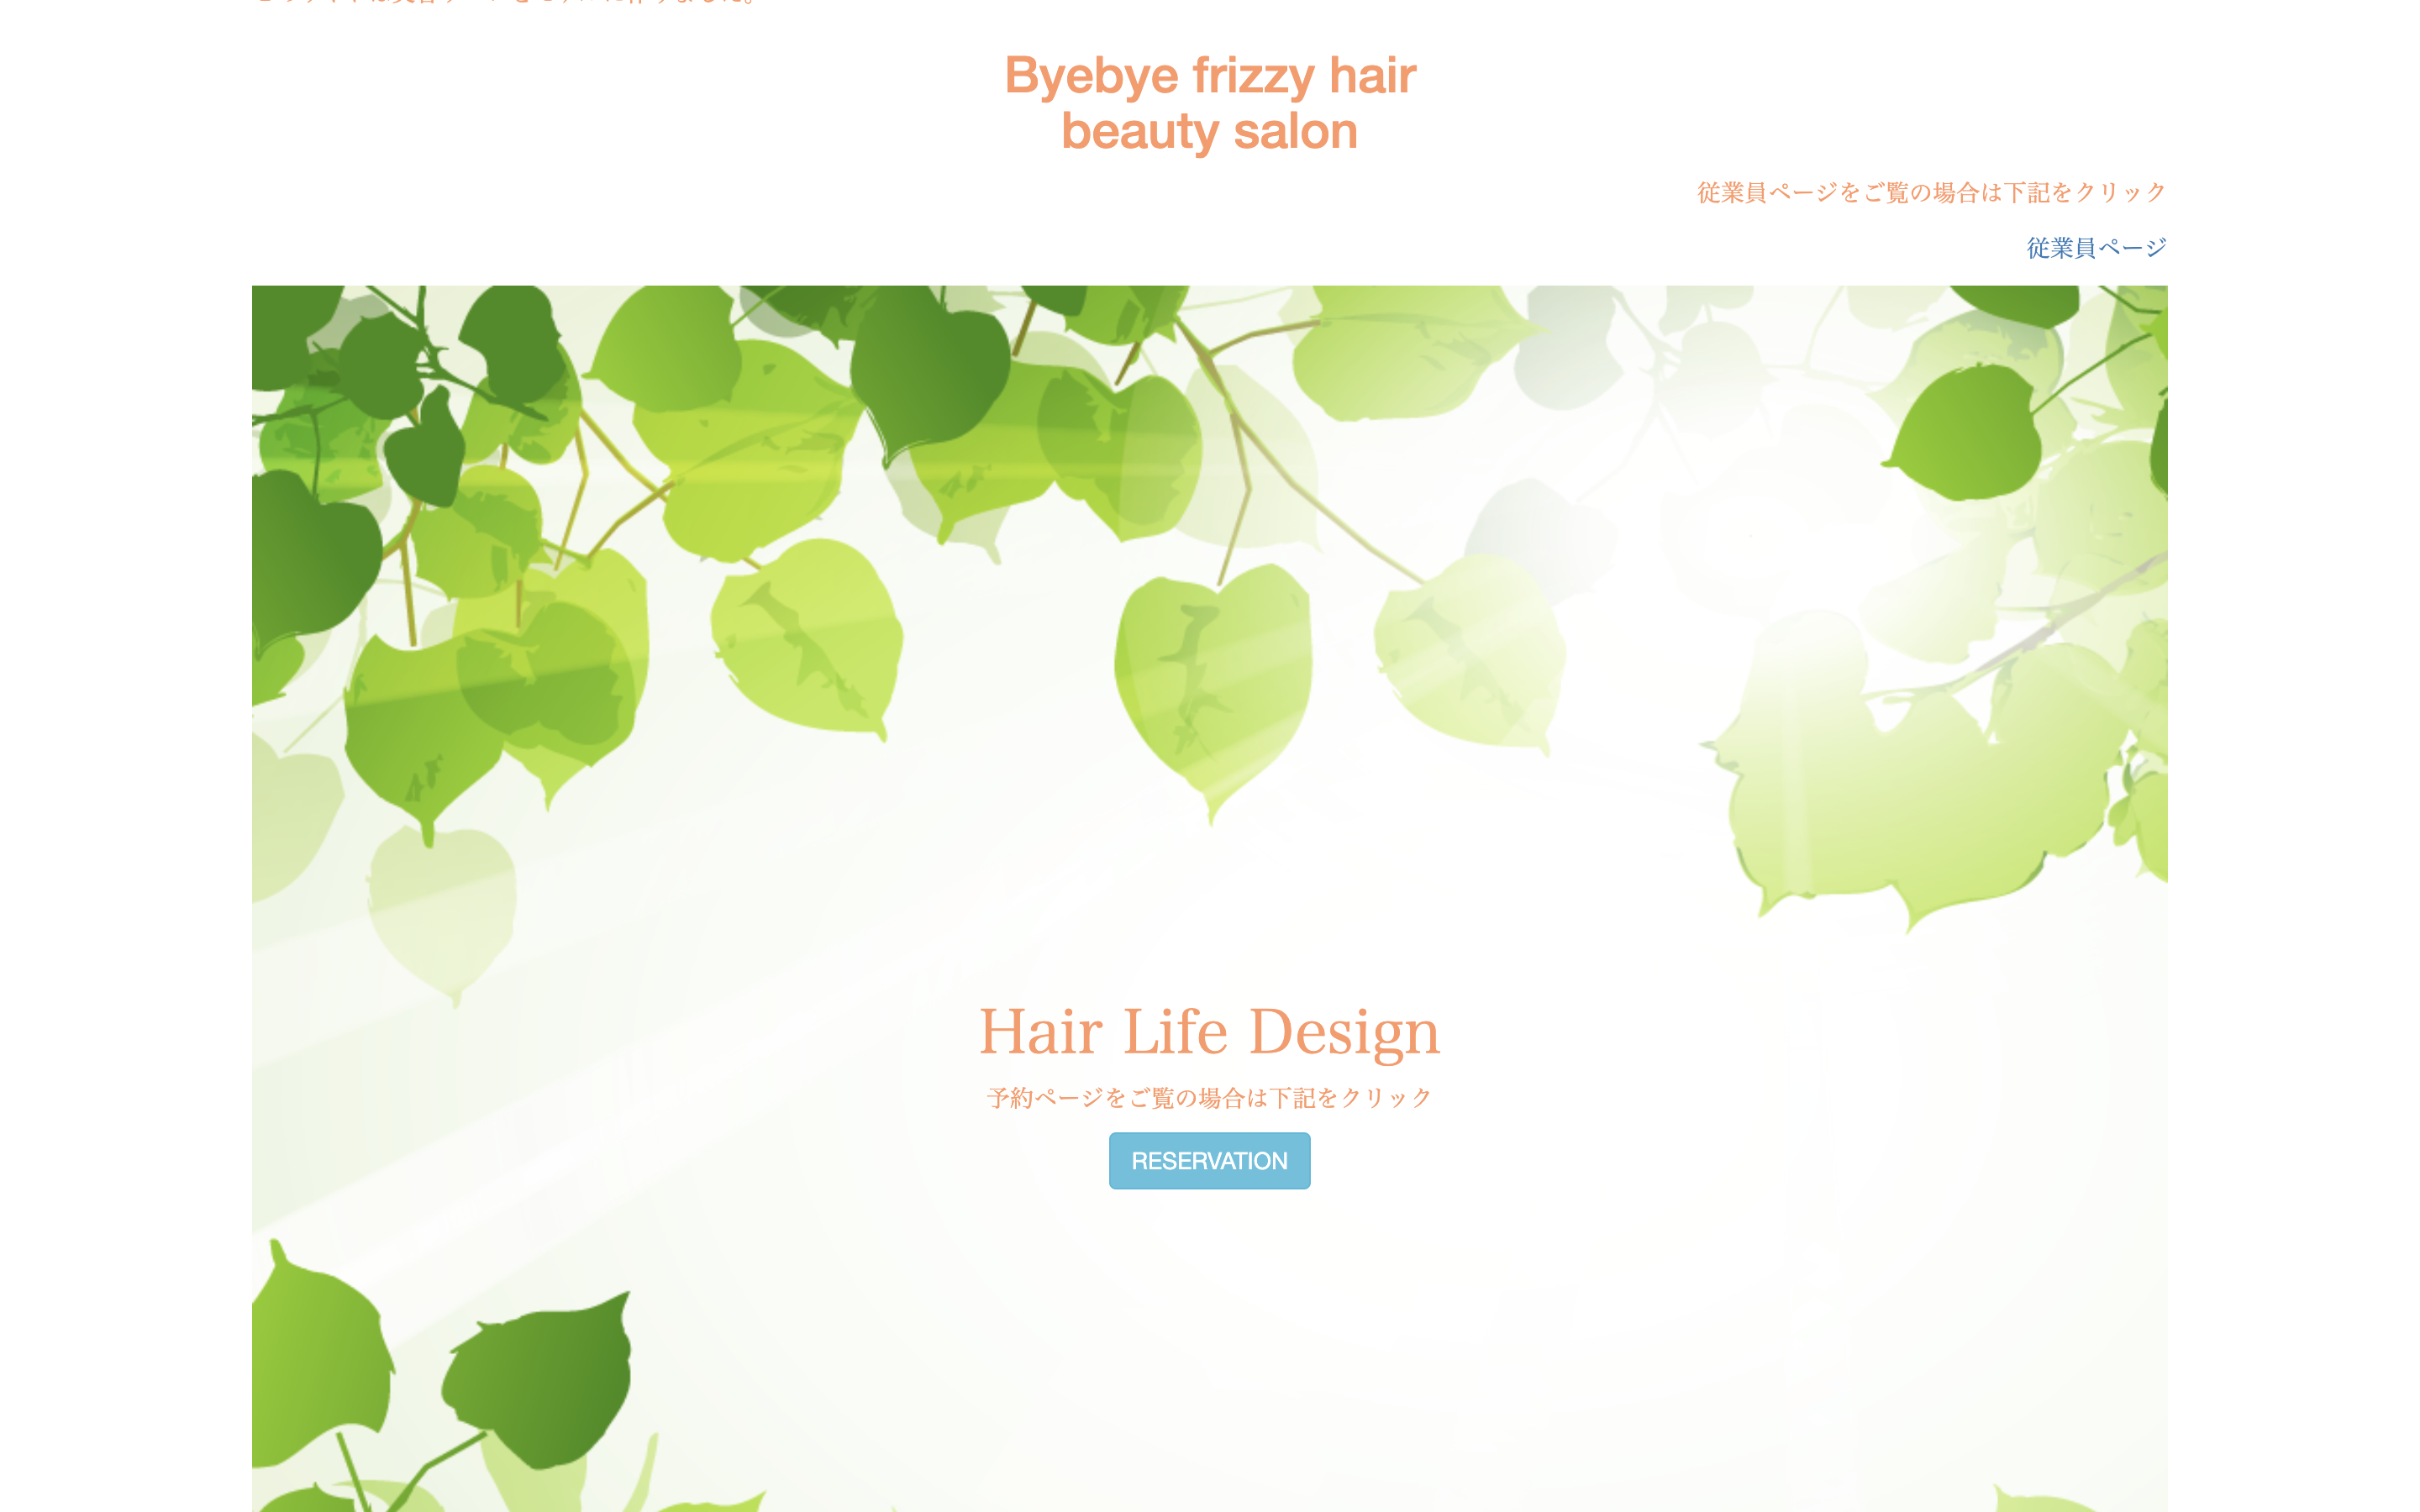 Byebye frizzy hair
beauty salon
従業員ページをご覧の場合は下記をクリック
従業員ページ
Hair Life Design
予約ページをご覧の場合は下記をクリック
RESERVATION